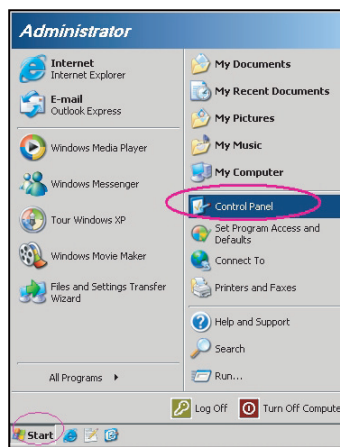 Administrator
Internet
Internet Explorer
E-mail
Outlook Express
Windows Media Player
Windows Messenger
Tour Windows XP
Windows Movie Maker
Files and Settings Transfer
Wizard
All Programs
My Documents
My Recent Documents
My Pictures
My Music
My Computer
Control Panel
Set Program Access and
Defaults
Connect To
Printers and Faxes
Help and Support
Search
Run...
Log Off
Turn Off Compute
Start